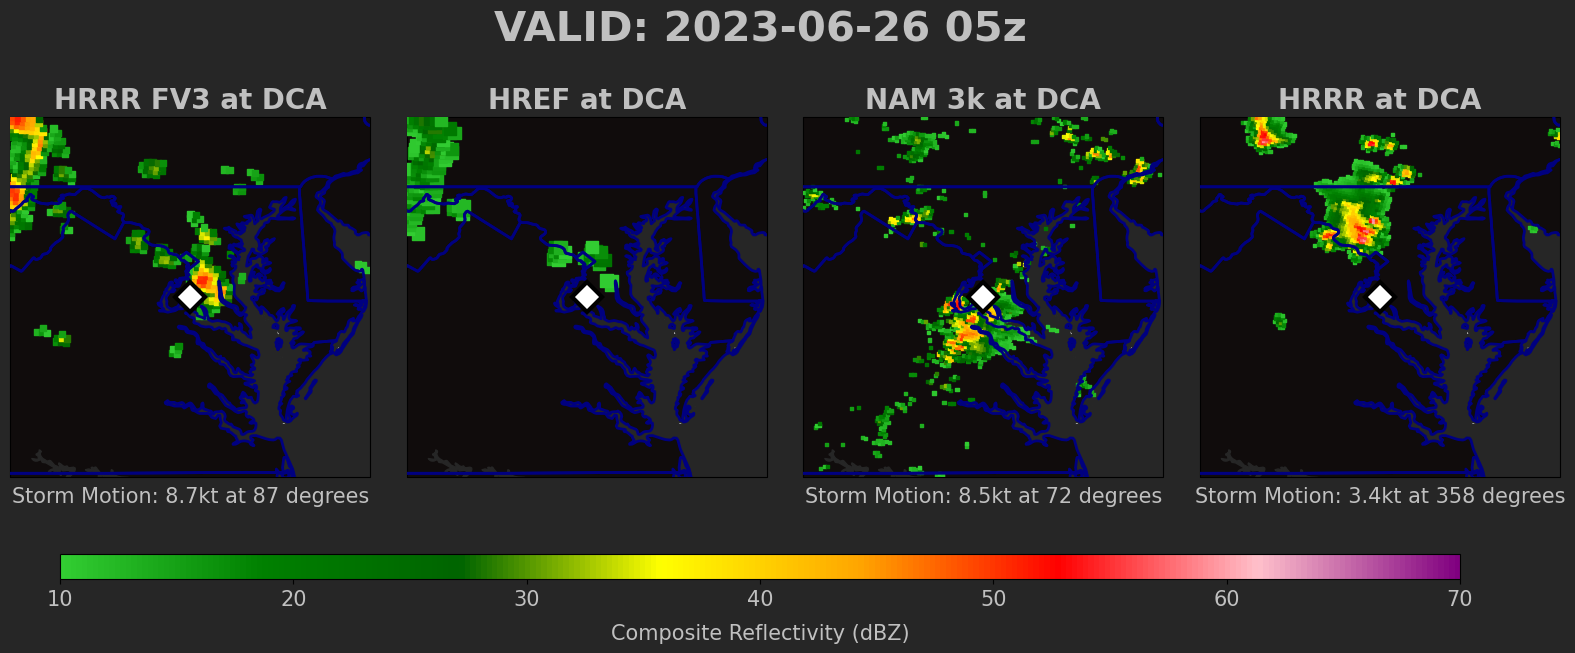 VALID: 2023-06-26 05z
HRRR FV3 at DCA
HREF at DCA
NAM 3k at DCA
HRRR at DCA
Storm Motion: 8.7kt at 87 degrees
Storm Motion: 8.5kt at 72 degrees
Storm Motion: 3.4kt at 358 degrees
10 20 30 40 50 60 70
Composite Reflectivity (dBZ)